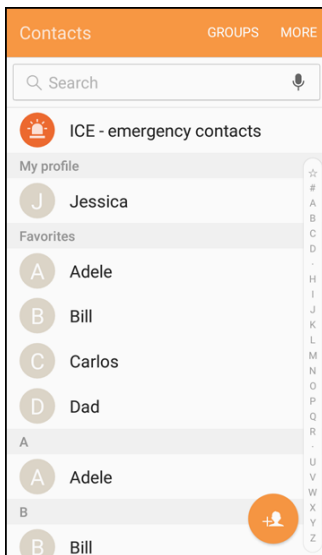 Contacts GROUPS MORE
Search
ICE - emergency contacts
My profile
J Jessica
Favorites
A Adele
B Bill
C Carlos
D Dad
A
A Adele
B
B Bill
☆
#
A
B
C
D
·
H
I
J
K
L
M
N
O
P
Q
R
·
U
V
W
X
Y
Z